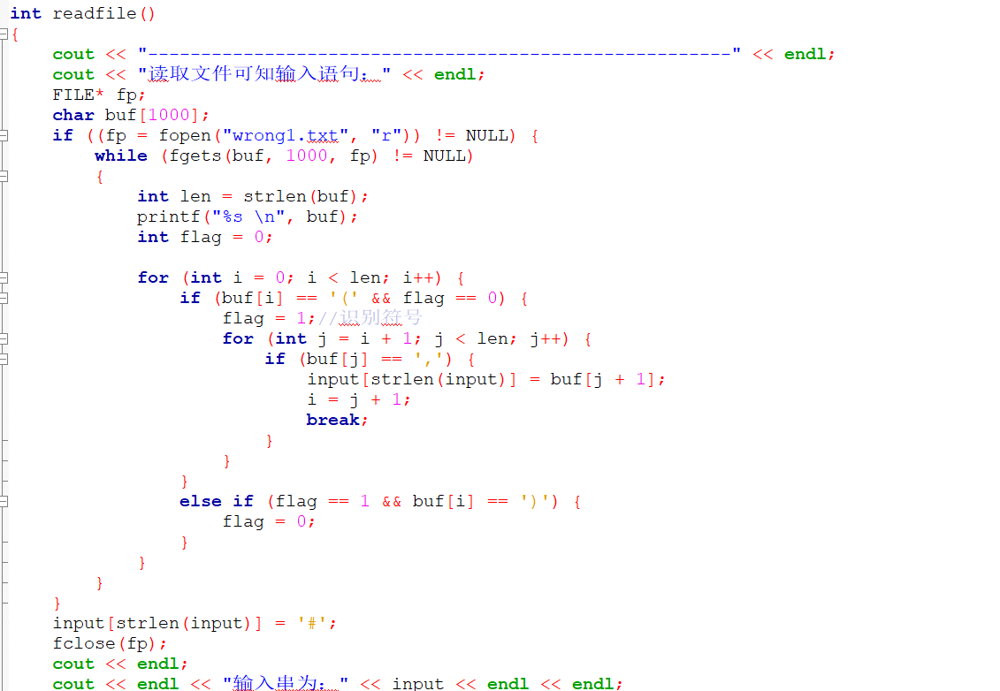 int readfile()
{
    cout << "-------------------------------------------------------" << endl;
    cout << "读取文件可知输入语句：" << endl;
    FILE* fp;
    char buf[1000];
    if ((fp = fopen("wrong1.txt", "r")) != NULL) {
        while (fgets(buf, 1000, fp) != NULL)
        {
            int len = strlen(buf);
            printf("%s \n", buf);
            int flag = 0;

            for (int i = 0; i < len; i++) {
                if (buf[i] == '(' && flag == 0) {
                    flag = 1;//识别符号
                    for (int j = i + 1; j < len; j++) {
                        if (buf[j] == ',') {
                            input[strlen(input)] = buf[j + 1];
                            i = j + 1;
                            break;
                        }
                    }
                }
                else if (flag == 1 && buf[i] == ')') {
                    flag = 0;
                }
            }
        }
    }
    input[strlen(input)] = '#';
    fclose(fp);
    cout << endl;
    cout << endl << "输入串为：" << input << endl << endl;